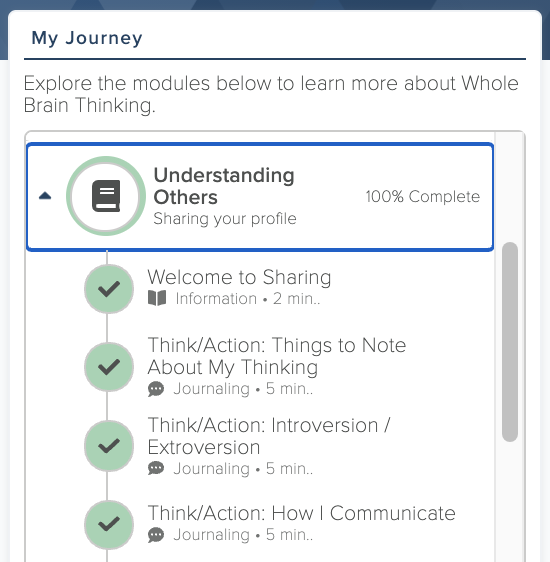 My Journey
Explore the modules below to learn more about Whole
Brain Thinking.
Understanding
Others
Sharing your profile
100% Complete
Welcome to Sharing
Information • 2 min..
Think/Action: Things to Note
About My Thinking
Journaling • 5 min..
Think/Action: Introversion /
Extroversion
Journaling • 5 min..
Think/Action: How I Communicate
Journaling • 5 min..